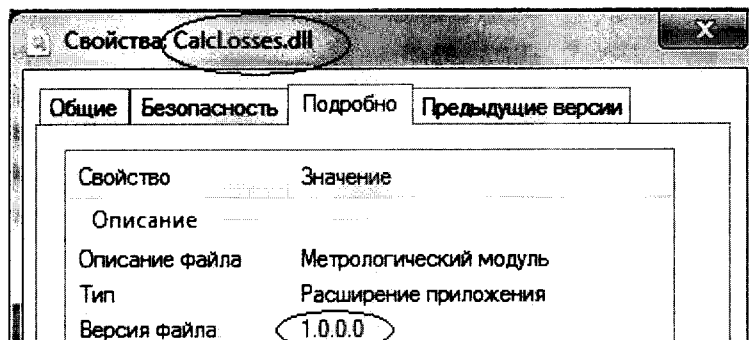 Свойства: CalcLosses.dll
Общие Безопасность Подробно Предыдущие версии
Свойство Значение
Описание
Описание файла Метрологический модуль
Тип Расширение приложения
Версия файла 1.0.0.0